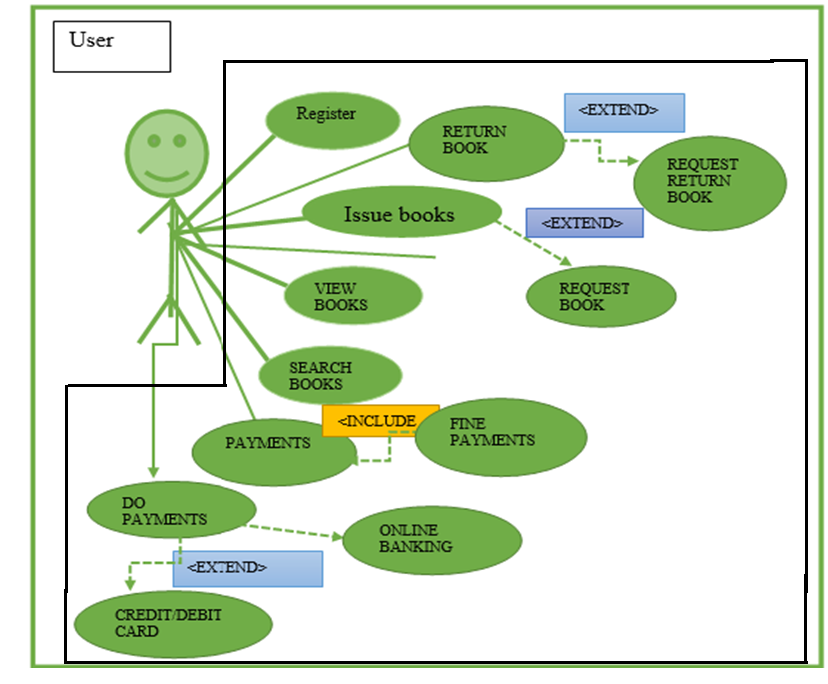 User
Register
RETURN
BOOK
<EXTEND>
REQUEST
RETURN
BOOK
Issue books
<EXTEND>
REQUEST
BOOK
VIEW
BOOKS
SEARCH
BOOKS
PAYMENTS
<INCLUDE
FINE
PAYMENTS
DO
PAYMENTS
ONLINE
BANKING
<EXTEND>
CREDIT/DEBIT
CARD